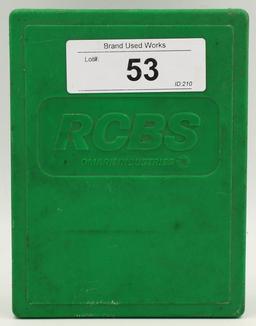 Brand Used Works
Lot#:
53
ID:210
RCBS
OMARK INDUSTRIES